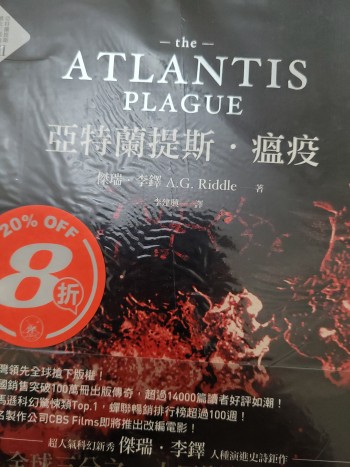 the
ATLANTIS
PLAGUE
亞特蘭提斯·瘟疫
傑瑞·李鐸 A.G. Riddle 著
譯
20% OFF
8折
灣領先全球搶下版權!
國銷售突破100萬冊出版傳奇,超過14000篇讀者好評如潮!
馬遜科幻驚悚類Top.1,蟬聯暢銷排行榜超過100週!
名製作公司CBS Films即將推出改編電影!
超人氣科幻新秀 傑瑞·李鐸 人種演進史詩鉅作